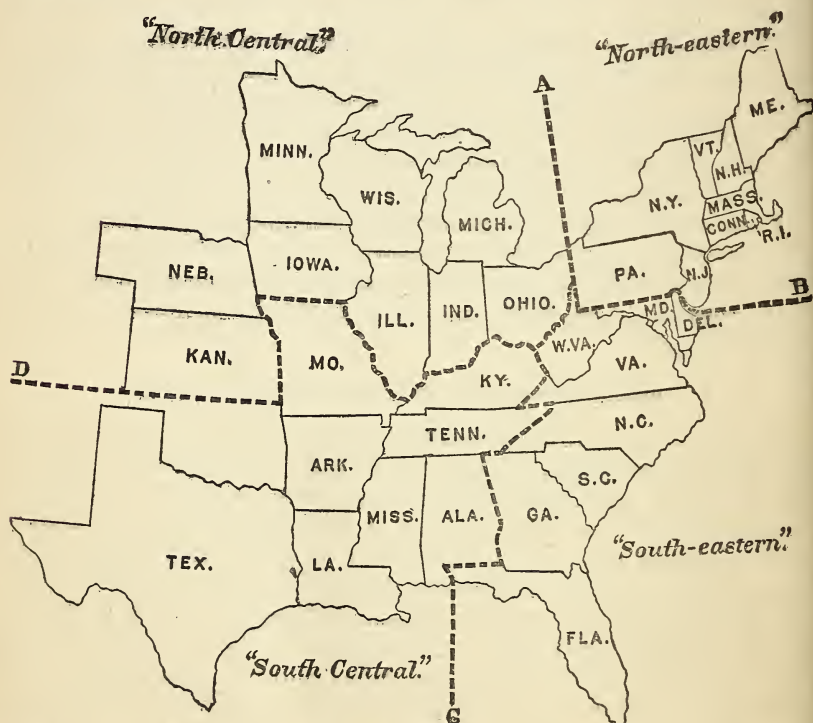 "North Central."
"North-eastern."
A
ME.
VT.
N.H.
MINN.
WIS.
MICH.
N.Y.
MASS.
CONN.
R.I.
NEB.
IOWA.
ILL.
IND.
OHIO.
PA.
N.J.
B
MD.
DEL.
W.VA.
VA.
KAN.
MO.
KY.
D
TENN.
N.C.
ARK.
S.C.
MISS.
ALA.
GA.
"South-eastern."
TEX.
LA.
FLA.
"South Central."
C